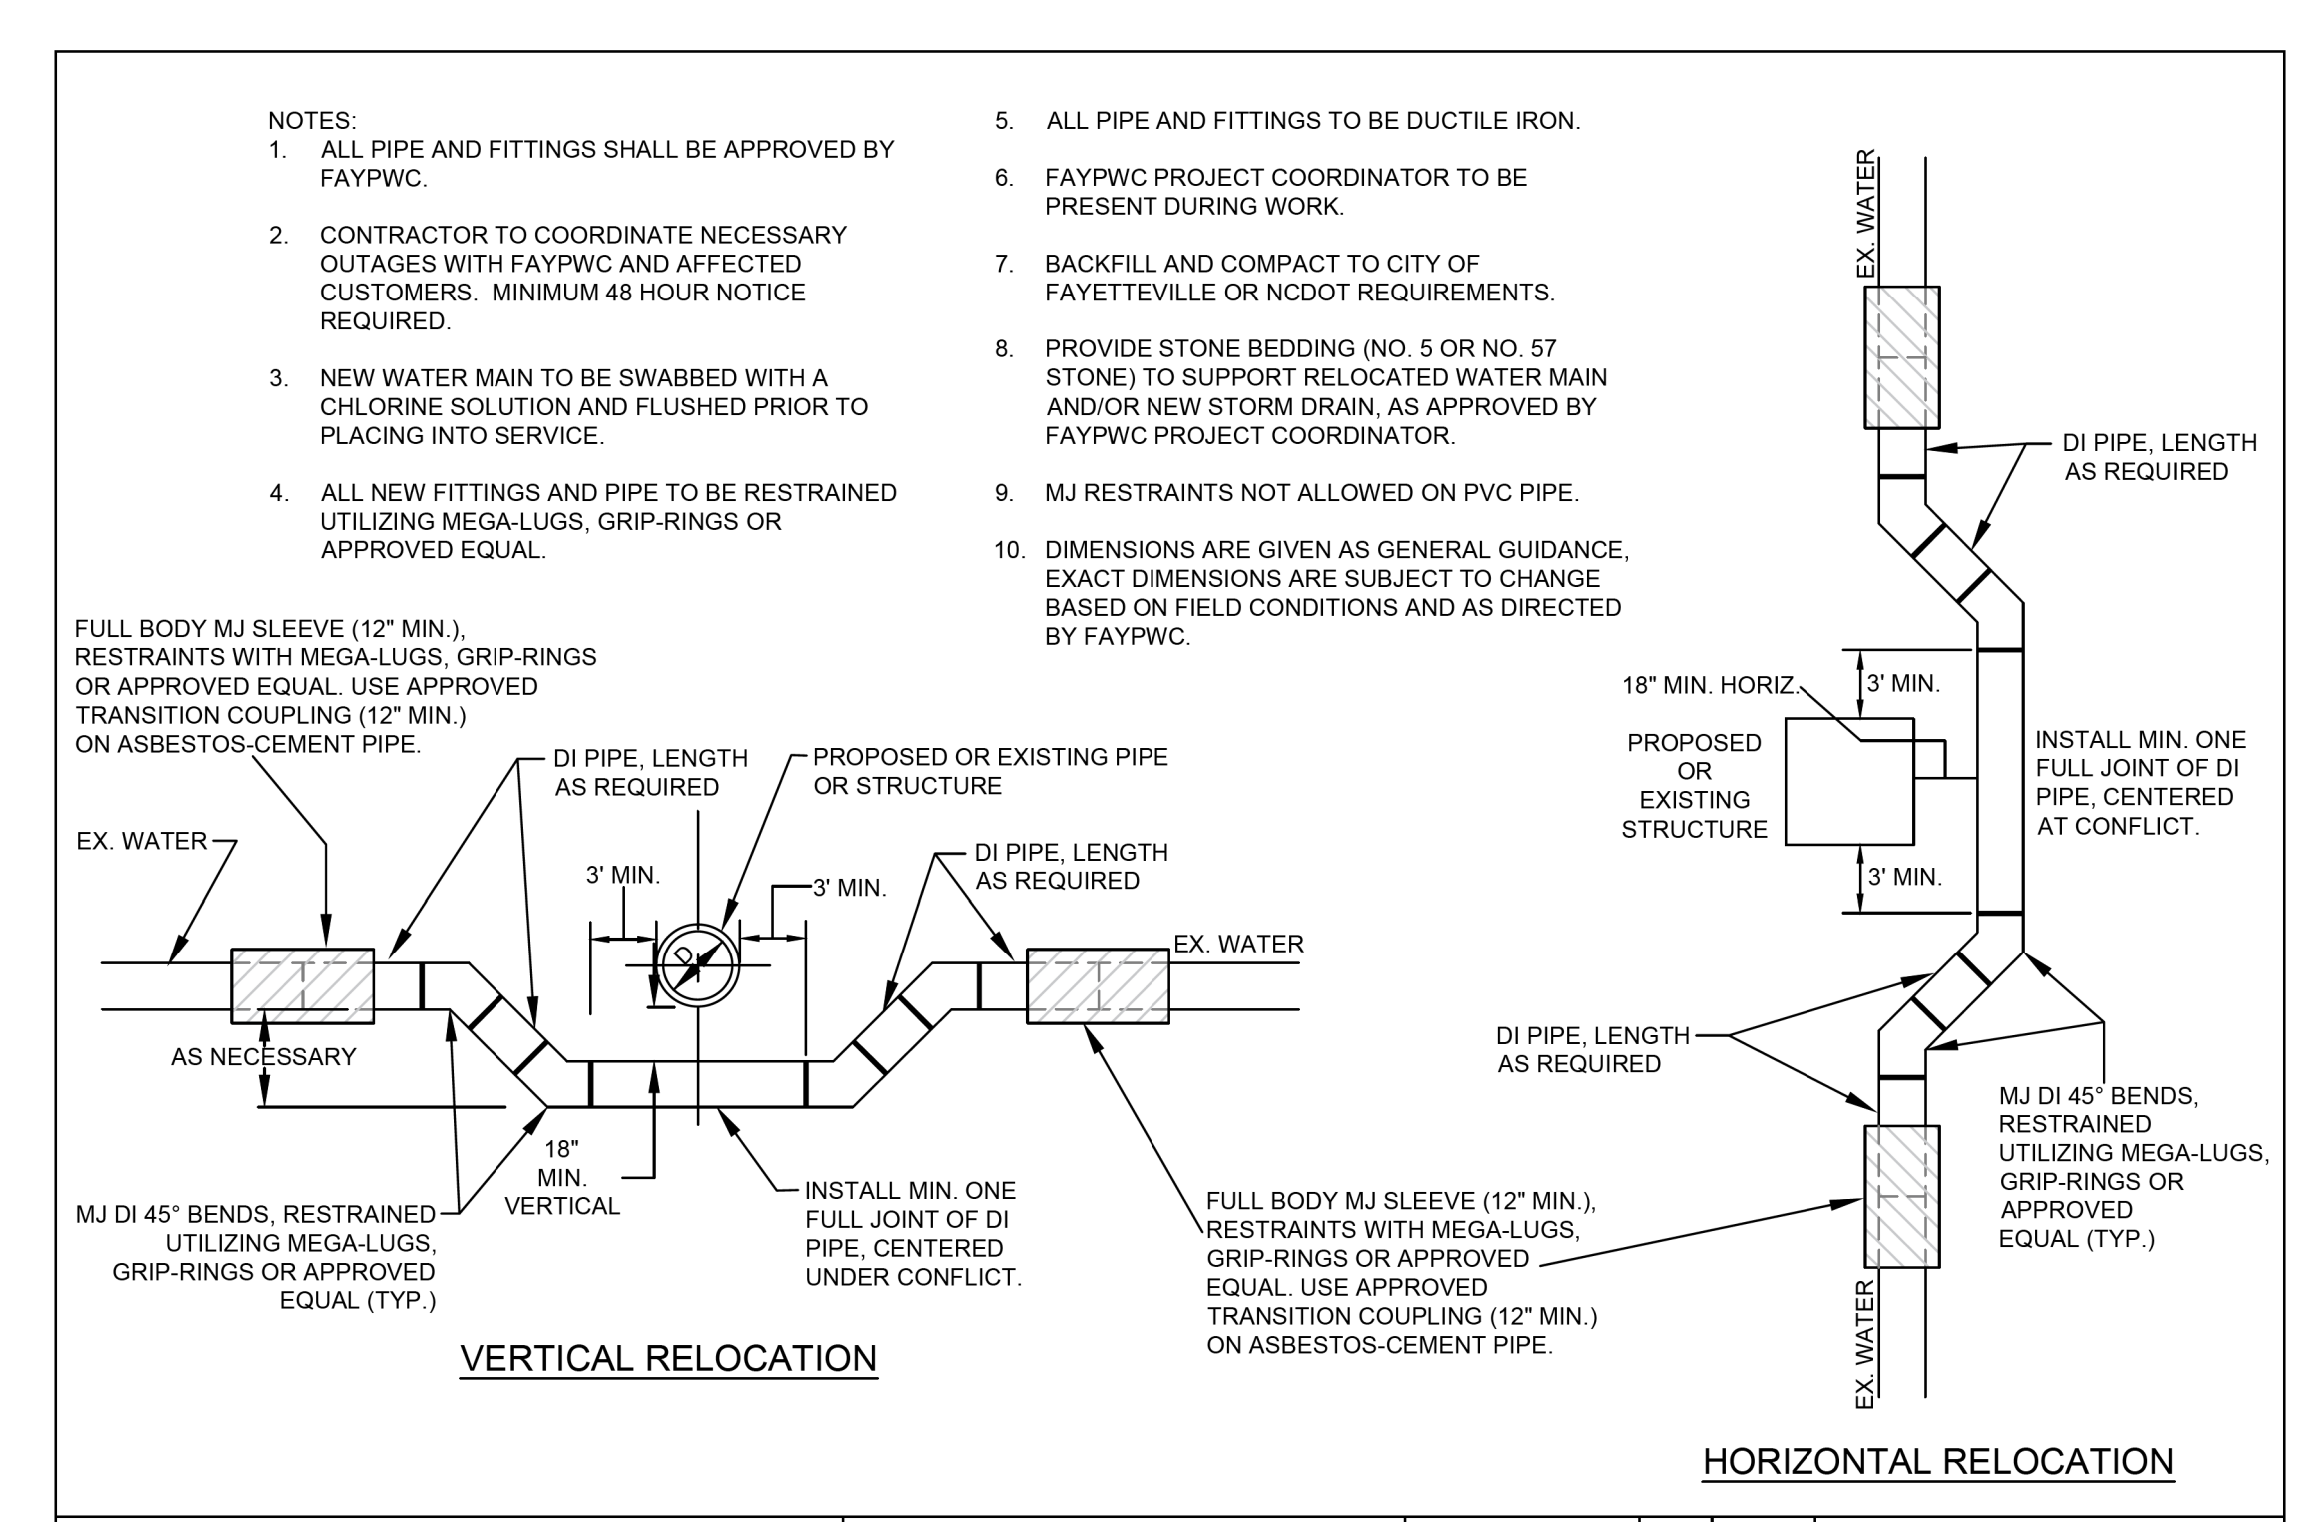 NOTES:
1. ALL PIPE AND FITTINGS SHALL BE APPROVED BY
FAYPWC.
2. CONTRACTOR TO COORDINATE NECESSARY
OUTAGES WITH FAYPWC AND AFFECTED
CUSTOMERS. MINIMUM 48 HOUR NOTICE
REQUIRED.
3. NEW WATER MAIN TO BE SWABBED WITH A
CHLORINE SOLUTION AND FLUSHED PRIOR TO
PLACING INTO SERVICE.
4. ALL NEW FITTINGS AND PIPE TO BE RESTRAINED
UTILIZING MEGA-LUGS, GRIP-RINGS OR
APPROVED EQUAL.
5. ALL PIPE AND FITTINGS TO BE DUCTILE IRON.
6. FAYPWC PROJECT COORDINATOR TO BE
PRESENT DURING WORK.
7. BACKFILL AND COMPACT TO CITY OF
FAYETTEVILLE OR NCDOT REQUIREMENTS.
8. PROVIDE STONE BEDDING (NO. 5 OR NO. 57
STONE) TO SUPPORT RELOCATED WATER MAIN
AND/OR NEW STORM DRAIN, AS APPROVED BY
FAYPWC PROJECT COORDINATOR.
9. MJ RESTRAINTS NOT ALLOWED ON PVC PIPE.
10. DIMENSIONS ARE GIVEN AS GENERAL GUIDANCE,
EXACT DIMENSIONS ARE SUBJECT TO CHANGE
BASED ON FIELD CONDITIONS AND AS DIRECTED
BY FAYPWC.
FULL BODY MJ SLEEVE (12" MIN.),
RESTRAINTS WITH MEGA-LUGS, GRIP-RINGS
OR APPROVED EQUAL. USE APPROVED
TRANSITION COUPLING (12" MIN.)
ON ASBESTOS-CEMENT PIPE.
DI PIPE, LENGTH
AS REQUIRED
PROPOSED OR EXISTING PIPE
OR STRUCTURE
EX. WATER
3' MIN.
3' MIN.
DI PIPE, LENGTH
AS REQUIRED
D
EX. WATER
AS NECESSARY
18"
MIN.
VERTICAL
MJ DI 45° BENDS, RESTRAINED
UTILIZING MEGA-LUGS,
GRIP-RINGS OR APPROVED
EQUAL (TYP.)
INSTALL MIN. ONE
FULL JOINT OF DI
PIPE, CENTERED
UNDER CONFLICT.
FULL BODY MJ SLEEVE (12" MIN.),
RESTRAINTS WITH MEGA-LUGS,
GRIP-RINGS OR APPROVED
EQUAL. USE APPROVED
TRANSITION COUPLING (12" MIN.)
ON ASBESTOS-CEMENT PIPE.
VERTICAL RELOCATION
EX. WATER
DI PIPE, LENGTH
AS REQUIRED
18" MIN. HORIZ.
3' MIN.
PROPOSED
OR
EXISTING
STRUCTURE
INSTALL MIN. ONE
FULL JOINT OF DI
PIPE, CENTERED
AT CONFLICT.
3' MIN.
DI PIPE, LENGTH
AS REQUIRED
MJ DI 45° BENDS,
RESTRAINED
UTILIZING MEGA-LUGS,
GRIP-RINGS OR
APPROVED
EQUAL (TYP.)
EX. WATER
HORIZONTAL RELOCATION